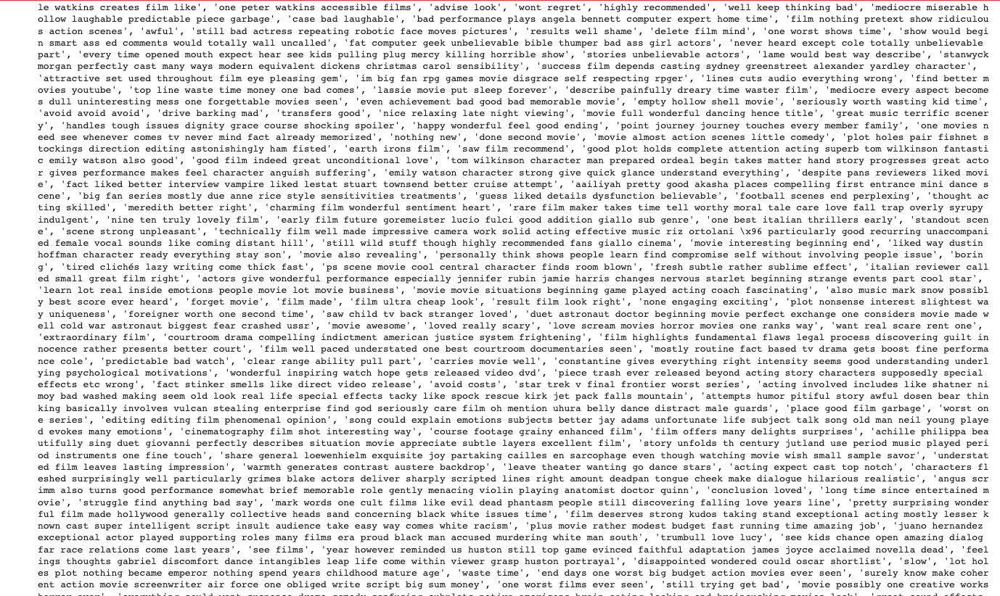 le watkins creates film like', 'one peter watkins accessible films', 'advise look', 'wont regret', 'highly recommended', 'well keep thinking bad', 'mediocre miserable h
ollow laughable predictable piece garbage', 'case bad laughable', 'bad performance plays angela bennett computer expert home time', 'film nothing pretext show ridiculou
s action scenes', 'awful', 'still bad actress repeating robotic face moves pictures', 'results well shame', 'delete film mind', 'one worst shows time', 'show would begi
n smart ass ed comments would totally wall uncalled', 'fat computer geek unbelievable bible thumper bad ass girl actors', 'never heard except cole totally unbelievable
part', 'every time opened mouth expect hear see kids pulling plug mercy killing horrible show', 'stories unbelievable actors', 'lame would best way describe', 'stanwyck
morgan perfectly cast many ways modern equivalent dickens christmas carol sensibility', 'success film depends casting sydney greenstreet alexander yardley character',
'attractive set used throughout film eye pleasing gem', 'im big fan rpg games movie disgrace self respecting rpger', 'lines cuts audio everything wrong', 'find better m
ovies youtube', 'top line waste time money one bad comes', 'lassie movie put sleep forever', 'describe painfully dreary time waster film', 'mediocre every aspect become
s dull uninteresting mess one forgettable movies seen', 'even achievement bad good bad memorable movie', 'empty hollow shell movie', 'seriously worth wasting kid time',
'avoid avoid avoid', 'drive barking mad', 'transfers good', 'nice relaxing late night viewing', 'movie full wonderful dancing hence title', 'great music terrific scener
y', 'handles tough issues dignity grace course shocking spoiler', 'happy wonderful feel good ending', 'point journey journey touches every member family', 'one movies n
eed see whenever comes tv never mind fact already memorized', 'nothing new', 'done second movie', 'movie almost action scenes little comedy', 'plot holes pair fishnet s
tockings direction editing astonishingly ham fisted', 'earth irons film', 'saw film recommend', 'good plot holds complete attention acting superb tom wilkinson fantasti
c emily watson also good', 'good film indeed great unconditional love', 'tom wilkinson character man prepared ordeal begin takes matter hand story progresses great acto
r gives performance makes feel character anguish suffering', 'emily watson character strong give quick glance understand everything', 'despite pans reviewers liked movi
e', 'fact liked better interview vampire liked lestat stuart townsend better cruise attempt', 'aailiyah pretty good akasha places compelling first entrance mini dance s
cene', 'big fan series mostly due anne rice style sensitivities treatments', 'guess liked details dysfunction believable', 'football scenes end perplexing', 'thought ac
ting skilled', 'meredith better right', 'charming film wonderful sentiment heart', 'rare film maker takes time tell worthy moral tale care love fall trap overly syrupy
indulgent', 'nine ten truly lovely film', 'early film future goremeister lucio fulci good addition giallo sub genre', 'one best italian thrillers early', 'standout scen
e', 'scene strong unpleasant', 'technically film well made impressive camera work solid acting effective music riz ortolani \x96 particularly good recurring unaccompani
ed female vocal sounds like coming distant hill', 'still wild stuff though highly recommended fans giallo cinema', 'movie interesting beginning end', 'liked way dustin
hoffman character ready everything stay son', 'movie also revealing', 'personally think shows people learn find compromise self without involving people issue', 'borin
g', 'tired clichés lazy writing come thick fast', 'ps scene movie cool central character finds room blown', 'fresh subtle rather sublime effect', 'italian reviewer call
ed small great film right', 'actors give wonderful performance especially jennifer rubin jamie harris changes nervous starlet beginning strange events part cool star',
'learn lot real inside emotions people movie lot movie business', 'movie movie situations beginning game played acting coach fascinating', 'also music mark snow possibl
y best score ever heard', 'forget movie', 'film made', 'film ultra cheap look', 'result film look right', 'none engaging exciting', 'plot nonsense interest slightest wa
y uniqueness', 'foreigner worth one second time', 'saw child tv back stranger loved', 'duet astronaut doctor beginning movie perfect exchange one considers movie made w
ell cold war astronaut biggest fear crashed ussr', 'movie awesome', 'loved really scary', 'love scream movies horror movies one ranks way', 'want real scare rent one',
'extraordinary film', 'courtroom drama compelling indictment american justice system frightening', 'film highlights fundamental flaws legal process discovering guilt in
nocence rather presents better court', 'film well paced understated one best courtroom documentaries seen', 'mostly routine fact based tv drama gets boost fine performa
nce cole', 'predictable bad watch', 'clear range ability pull part', 'carries movie well', 'constantine gives everything right intensity seems good understanding underl
ying psychological motivations', 'wonderful inspiring watch hope gets released video dvd', 'piece trash ever released beyond acting story characters supposedly special
effects etc wrong', 'fact stinker smells like direct video release', 'avoid costs', 'star trek v final frontier worst series', 'acting involved includes like shatner ni
moy bad washed making seem old look real life special effects tacky like spock rescue kirk jet pack falls mountain', 'attempts humor pitiful story awful dosen bear thin
king basically involves vulcan stealing enterprise find god seriously care film oh mention uhura belly dance distract male guards', 'place good film garbage', 'worst on
e series', 'editing editing film phenomenal opinion', 'song could explain emotions subjects better jay adams unfortunate life subject talk song old man neil young playe
d evokes many emotions', 'cinematography film shot interesting way', 'course footage grainy enhanced film', 'film offers many delights surprises', 'achille philippa bea
utifully sing duet giovanni perfectly describes situation movie appreciate subtle layers excellent film', 'story unfolds th century jutland use period music played peri
od instruments one fine touch', 'share general loewenhielm exquisite joy partaking cailles en sarcophage even though watching movie wish small sample savor', 'understat
ed film leaves lasting impression', 'warmth generates contrast austere backdrop', 'leave theater wanting go dance stars', 'acting expect cast top notch', 'characters fl
eshed surprisingly well particularly grimes blake actors deliver sharply scripted lines right amount deadpan tongue cheek make dialogue hilarious realistic', 'angus scr
imm also turns good performance somewhat brief memorable role gently menacing violin playing anatomist doctor quinn', 'conclusion loved', 'long time since entertained m
ovie', 'struggle find anything bad say', 'mark words one cult films like evil dead phantasm people still discovering falling love years line', 'pretty surprising wonder
ful film made hollywood generally collective heads sand concerning black white issues time', 'film deserves strong kudos taking stand exceptional acting mostly lesser k
nown cast super intelligent script insult audience take easy way comes white racism', 'plus movie rather modest budget fast running time amazing job', 'juano hernandez
exceptional actor played supporting roles many films era proud black man accused murdering white man south', 'trumbull love lucy', 'see kids chance open amazing dialog
far race relations come last years', 'see films', 'year however reminded us huston still top game evinced faithful adaptation james joyce acclaimed novella dead', 'feel
ings thoughts gabriel discomfort dance intangibles leap life come within viewer grasp huston portrayal', 'disappointed wondered could oscar shortlist', 'slow', 'lot hol
es plot nothing became emperor nothing spend years childhood mature age', 'waste time', 'end days one worst big budget action movies ever seen', 'surely know make coher
ent action movie screenwriter air force one obliged write script big sum money', 'one worst films ever seen', 'still trying get bad', 'movie possibly one creative works